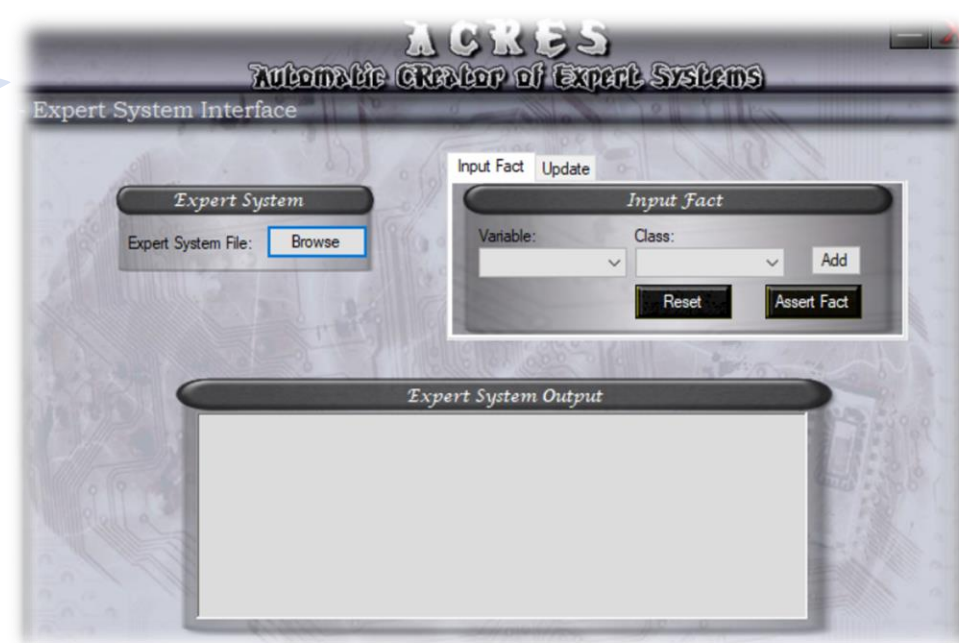 ACRES
Automatic CReator of Expert Systems
Expert System Interface
Input Fact Update
Expert System
Expert System File: Browse
Input Fact
Variable: Class:
Add
Reset Assert Fact
Expert System Output